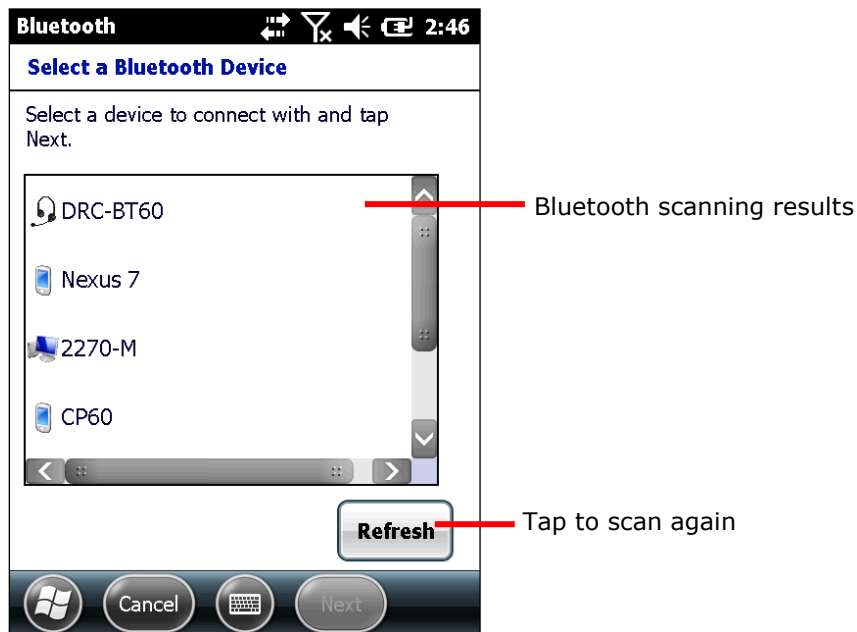 Bluetooth 2:46
Select a Bluetooth Device
Select a device to connect with and tap
Next.
DRC-BT60
Bluetooth scanning results
Nexus 7
2270-M
CP60
Refresh
Tap to scan again
Cancel
Next